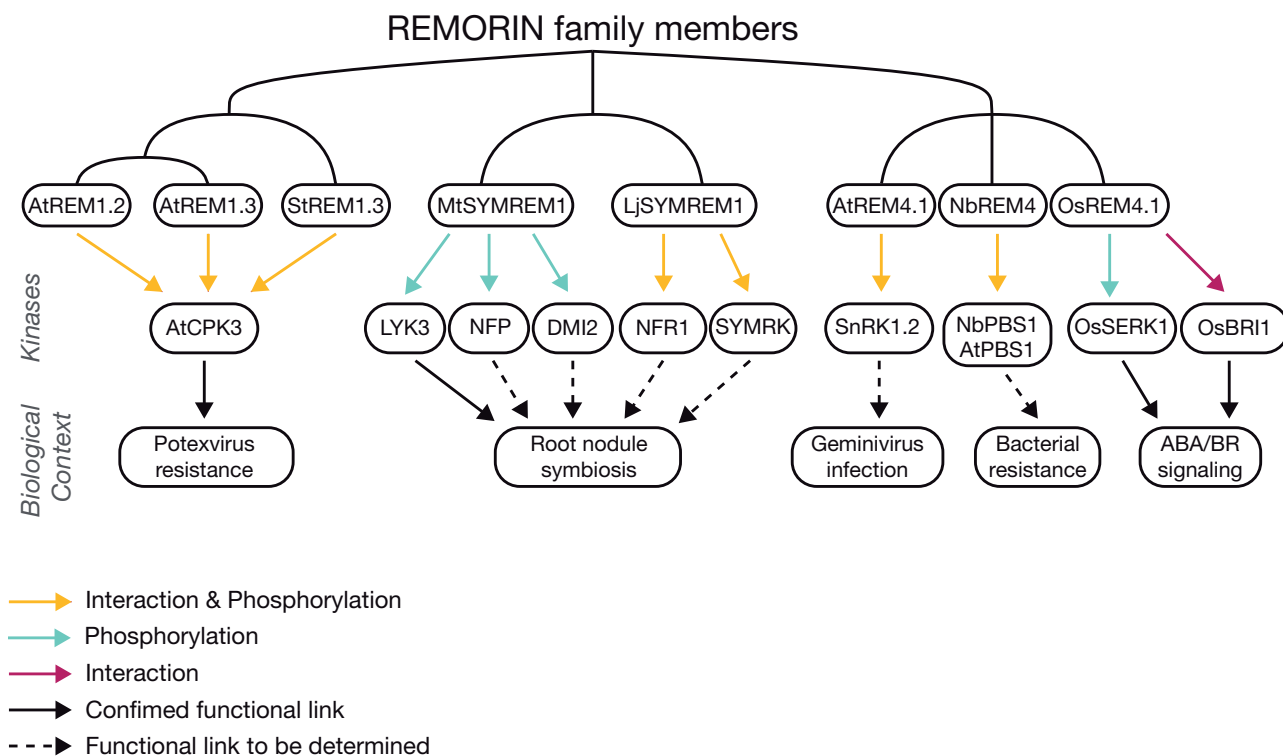 REMORIN family members
AtREM1.2
AtREM1.3
StREM1.3
MtSYMREM1
LjSYMREM1
AtREM4.1
NbREM4
OsREM4.1
Kinases
AtCPK3
LYK3
NFP
DMI2
NFR1
SYMRK
SnRK1.2
NbPBS1
AtPBS1
OsSERK1
OsBRI1
Biological
Context
Potexvirus
resistance
Root nodule
symbiosis
Geminivirus
infection
Bacterial
resistance
ABA/BR
signaling
Interaction & Phosphorylation
Phosphorylation
Interaction
Confimed functional link
Functional link to be determined